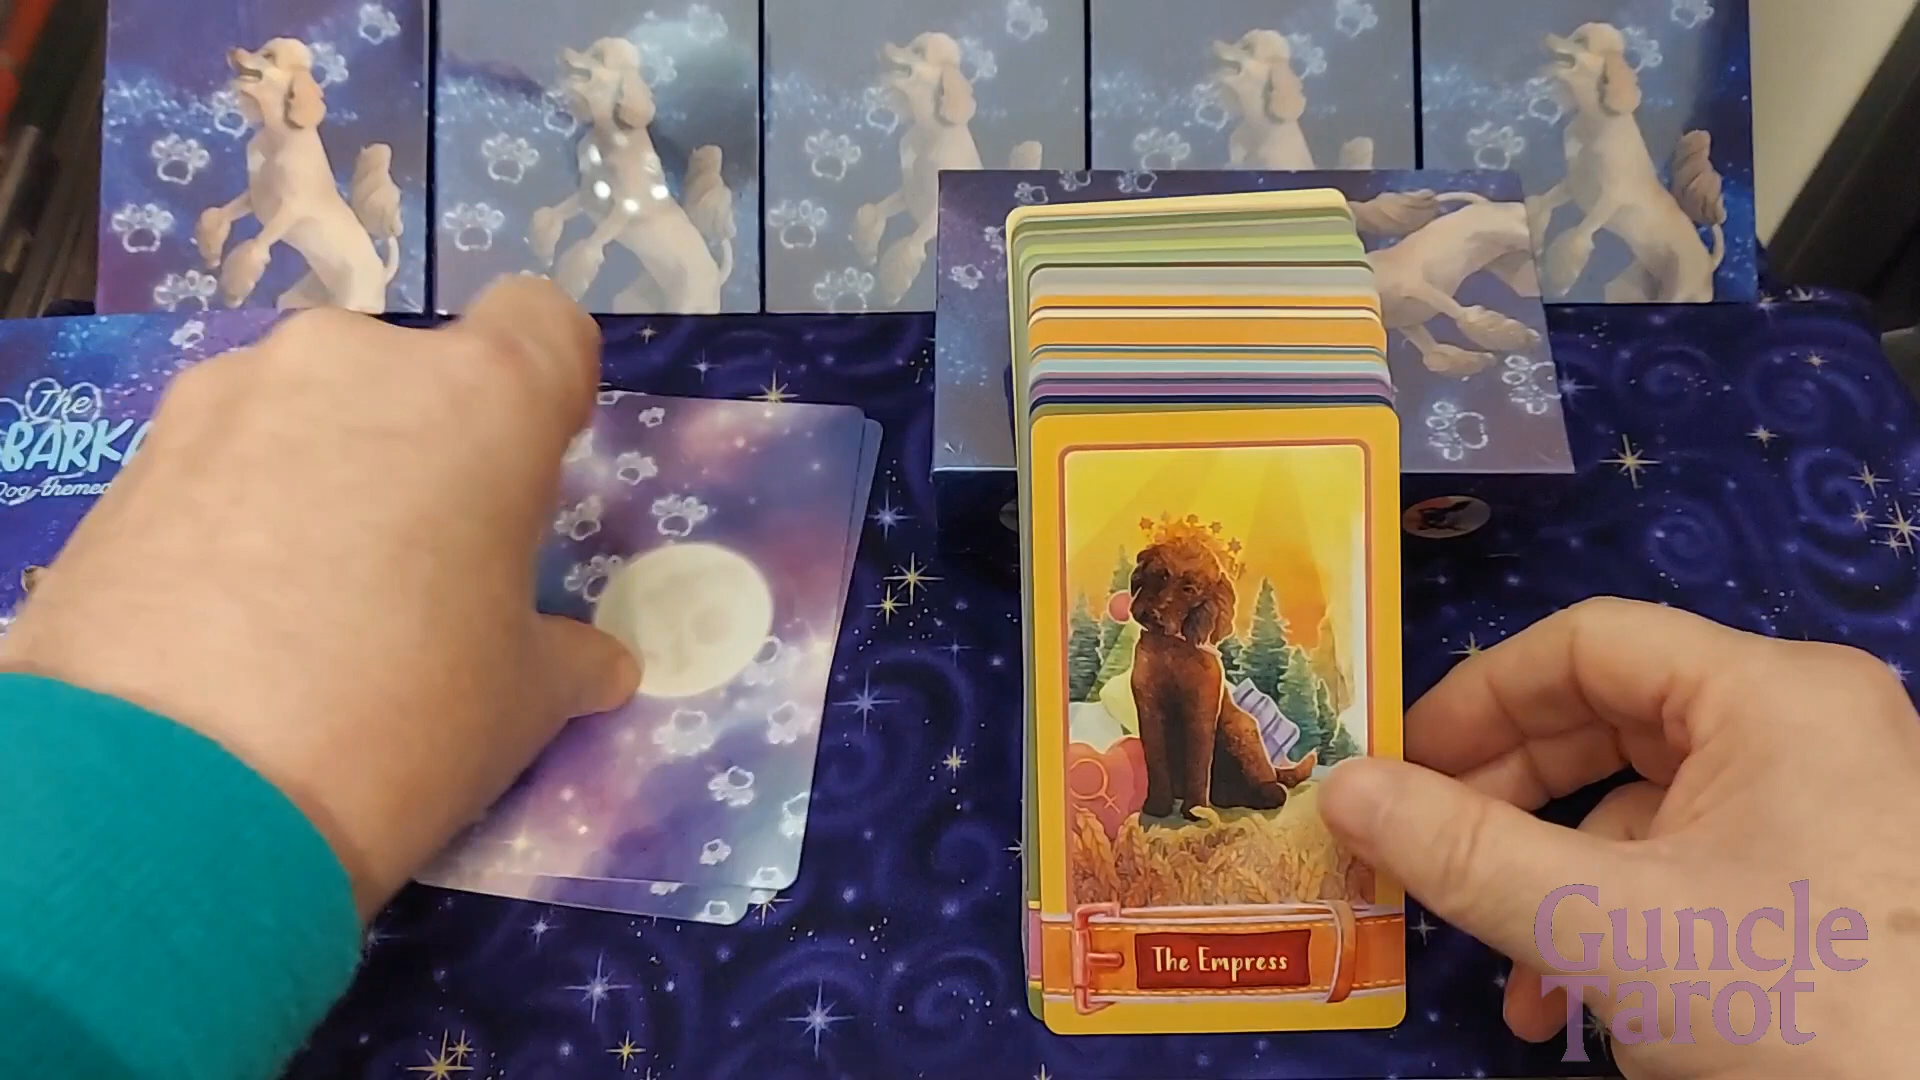 The
BARK
Dog-themed
The Empress
Guncle
Tarot